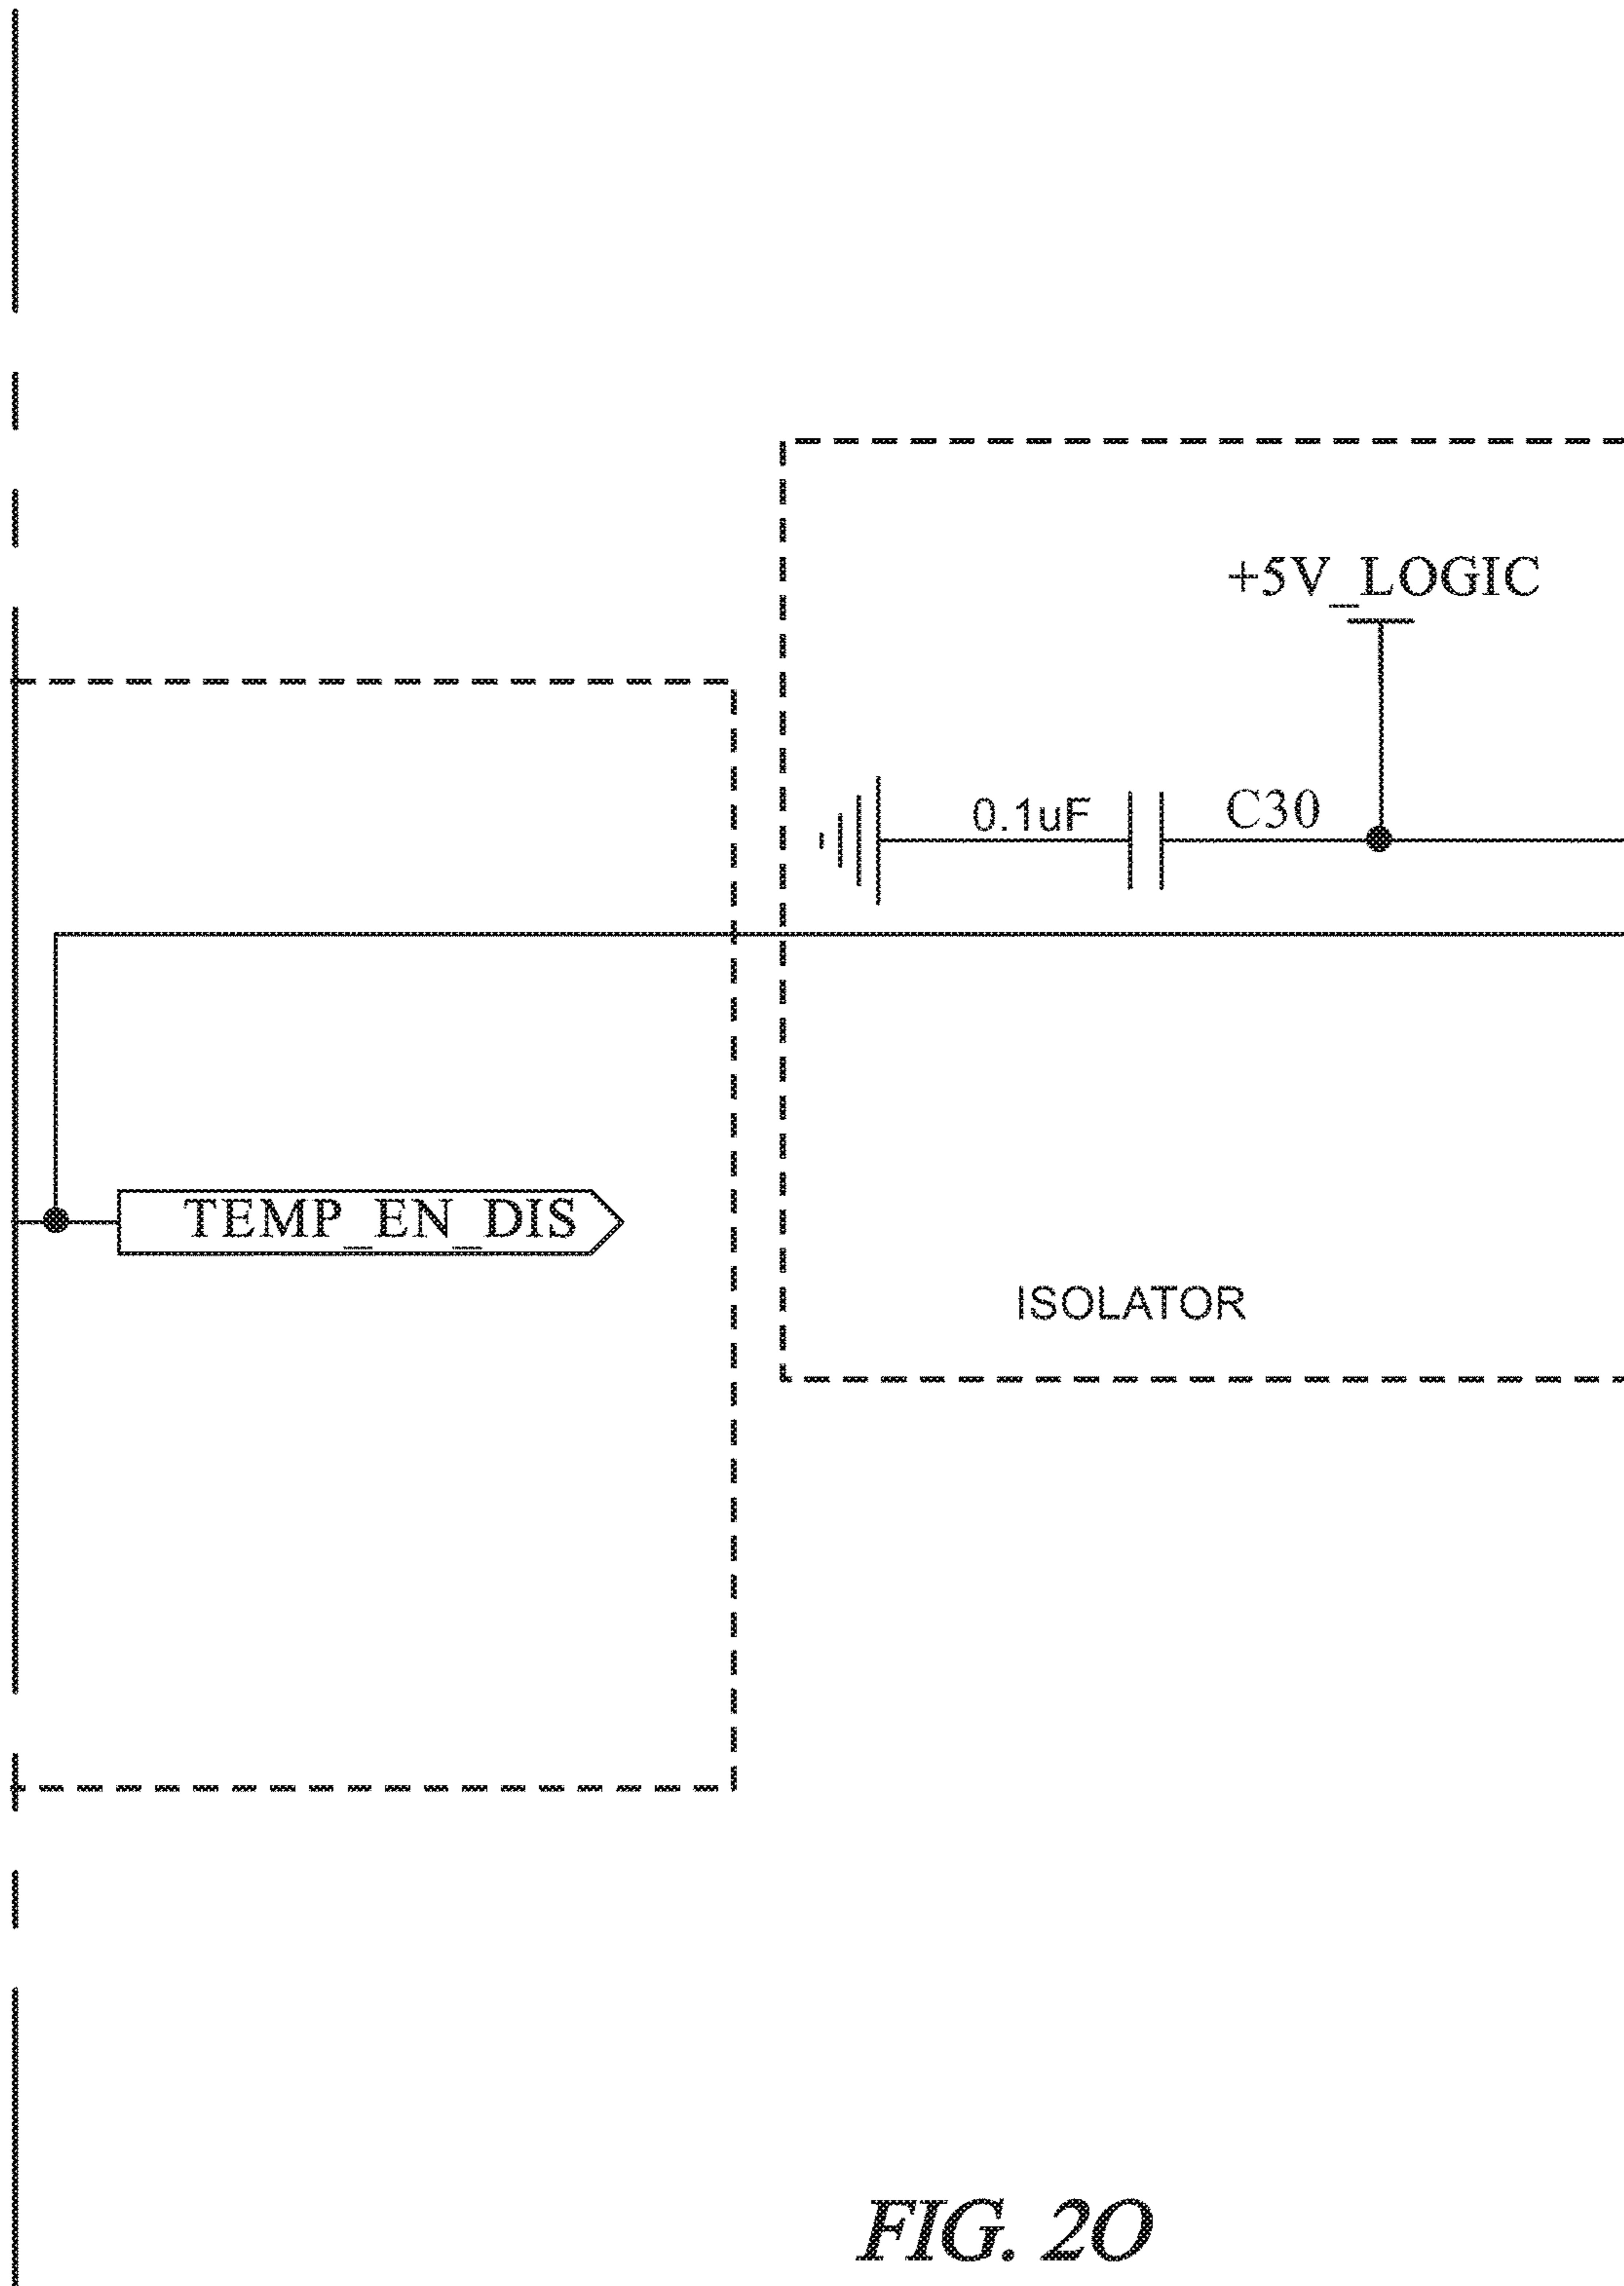 +5V_LOGIC
0.1uF
C30
TEMP_EN_DIS
ISOLATOR
FIG. 2O